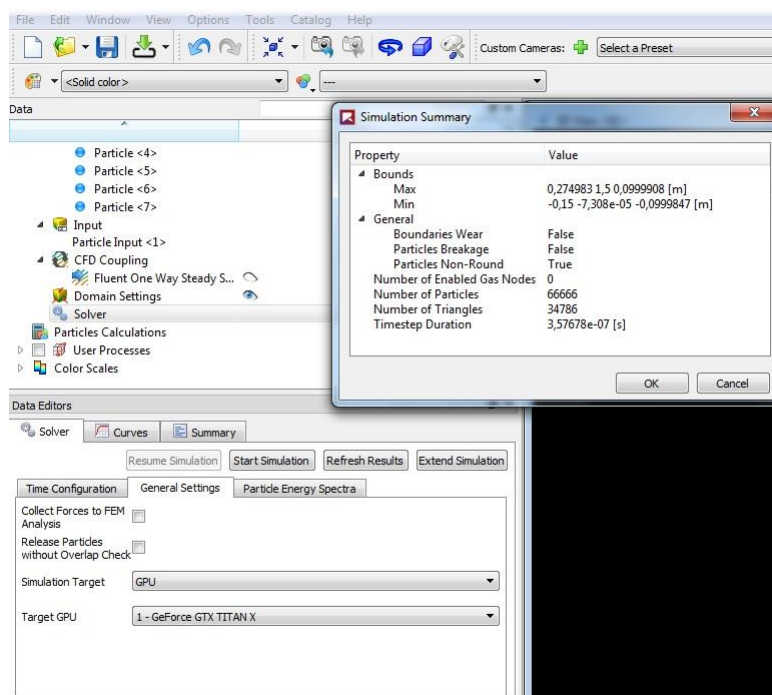 File Edit Window View Options Tools Catalog Help
Custom Cameras: Select a Preset
<Solid color> ---
Data
Particle <4>
Particle <5>
Particle <6>
Particle <7>
Input
Particle Input <1>
CFD Coupling
Fluent One Way Steady S...
Domain Settings
Solver
Particles Calculations
User Processes
Color Scales
Simulation Summary
Property Value
Bounds
Max 0,274983 1,5 0,0999908 [m]
Min -0,15 -7,308e-05 -0,0999847 [m]
General
Boundaries Wear False
Particles Breakage False
Particles Non-Round True
Number of Enabled Gas Nodes 0
Number of Particles 66666
Number of Triangles 34786
Timestep Duration 3,57678e-07 [s]
OK Cancel
Data Editors
Solver Curves Summary
Resume Simulation Start Simulation Refresh Results Extend Simulation
Time Configuration General Settings Particle Energy Spectra
Collect Forces to FEM
Analysis
Release Particles
without Overlap Check
Simulation Target GPU
Target GPU 1 - GeForce GTX TITAN X